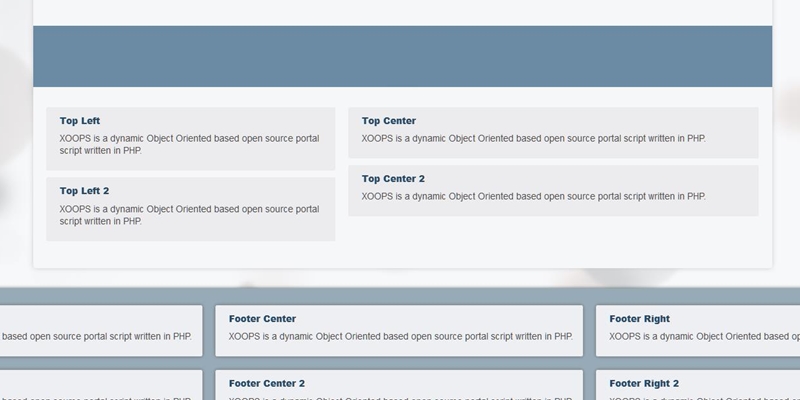 Top Left
XOOPS is a dynamic Object Oriented based open source portal
script written in PHP.
Top Left 2
XOOPS is a dynamic Object Oriented based open source portal
script written in PHP.
Top Center
XOOPS is a dynamic Object Oriented based open source portal script written in PHP.
Top Center 2
XOOPS is a dynamic Object Oriented based open source portal script written in PHP.
based open source portal script written in PHP.
Footer Center
XOOPS is a dynamic Object Oriented based open source portal script written in PHP.
Footer Right
XOOPS is a dynamic Object Oriented based
Footer Center 2
Footer Right 2